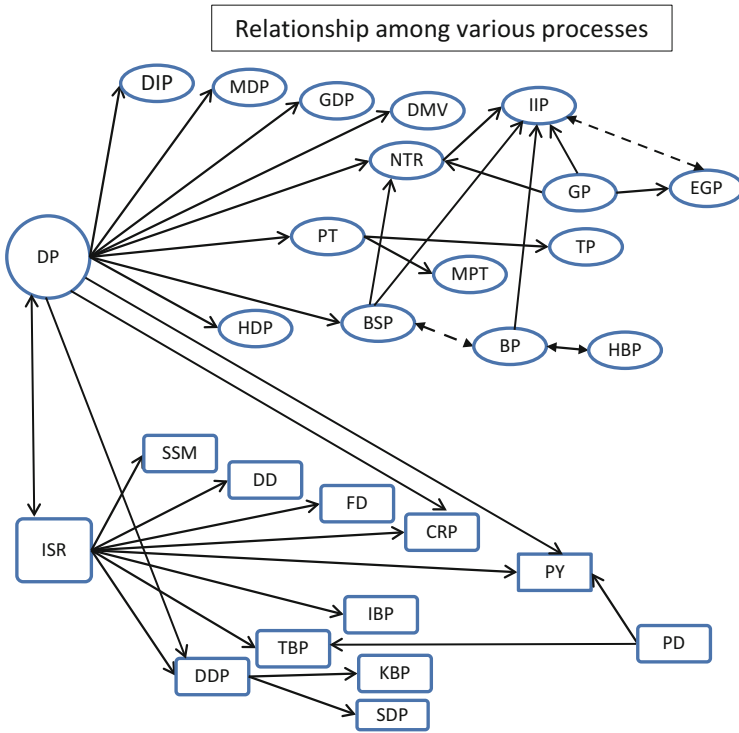 Relationship among various processes
DIP
MDP
GDP
DMV
IIP
NTR
GP
EGP
DP
PT
TP
MPT
HDP
BSP
BP
HBP
SSM
DD
FD
CRP
ISR
PY
IBP
TBP
PD
DDP
KBP
SDP